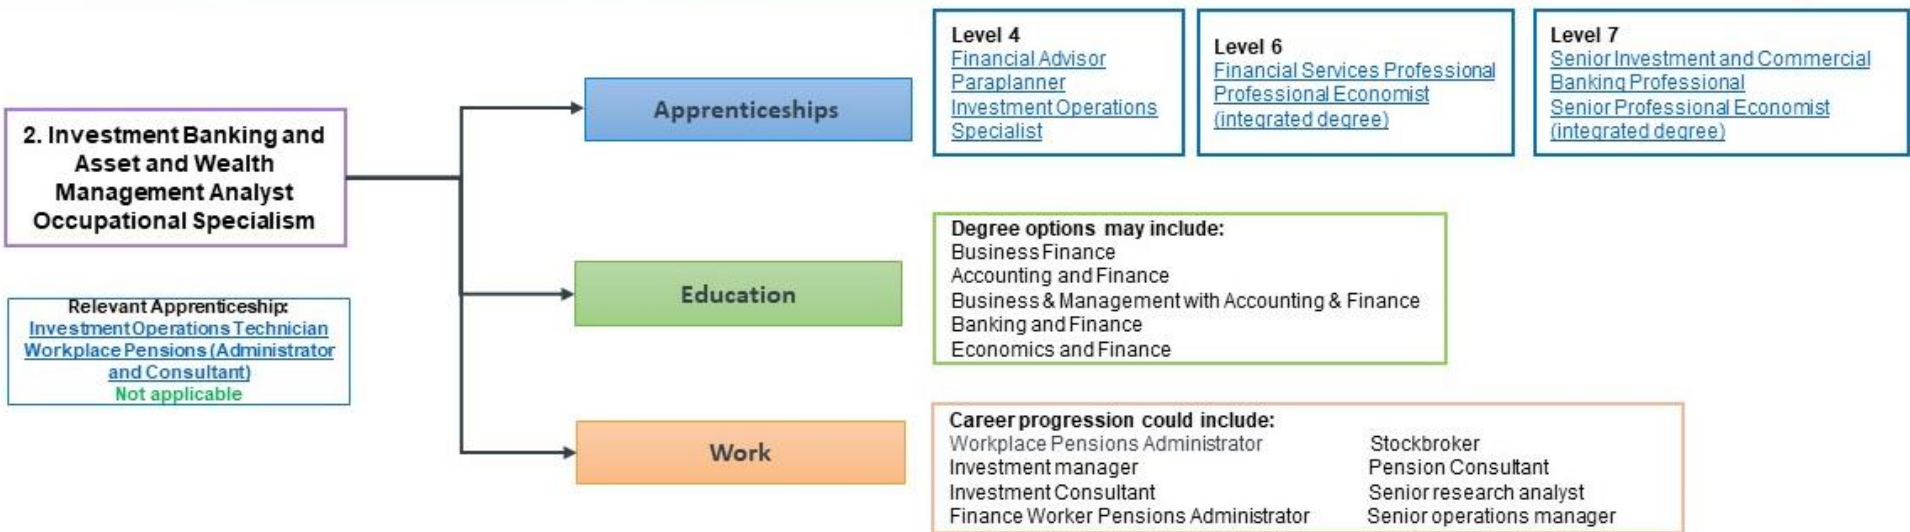 2. Investment Banking and
Asset and Wealth
Management Analyst
Occupational Specialism
Relevant Apprenticeship:
Investment Operations Technician
Workplace Pensions (Administrator
and Consultant)
Not applicable
Apprenticeships
Level 4
Financial Advisor
Paraplanner
Investment Operations
Specialist
Level 6
Financial Services Professional
Professional Economist
(integrated degree)
Level 7
Senior Investment and Commercial
Banking Professional
Senior Professional Economist
(integrated degree)
Education
Degree options may include:
Business Finance
Accounting and Finance
Business & Management with Accounting & Finance
Banking and Finance
Economics and Finance
Work
Career progression could include:
Workplace Pensions Administrator
Investment manager
Investment Consultant
Finance Worker Pensions Administrator
Stockbroker
Pension Consultant
Senior research analyst
Senior operations manager